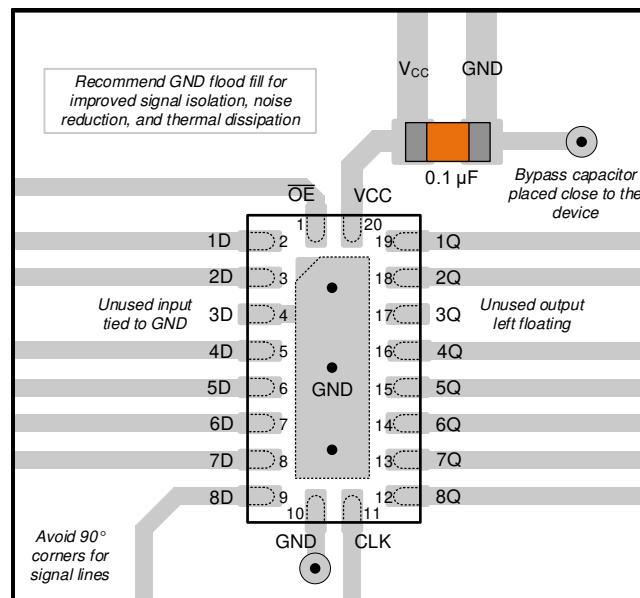 Recommend GND flood fill for
improved signal isolation, noise
reduction, and thermal dissipation
VCC GND
0.1 µF
Bypass capacitor
placed close to the
device
O̅E̅ VCC
1 20
1D 2 19 1Q
2D 3 18 2Q
Unused input
tied to GND
3D 4 17 3Q
Unused output
left floating
4D 5 16 4Q
5D 6 GND 15 5Q
6D 7 14 6Q
7D 8 13 7Q
8D 9 12 8Q
10 11
GND CLK
Avoid 90°
corners for
signal lines